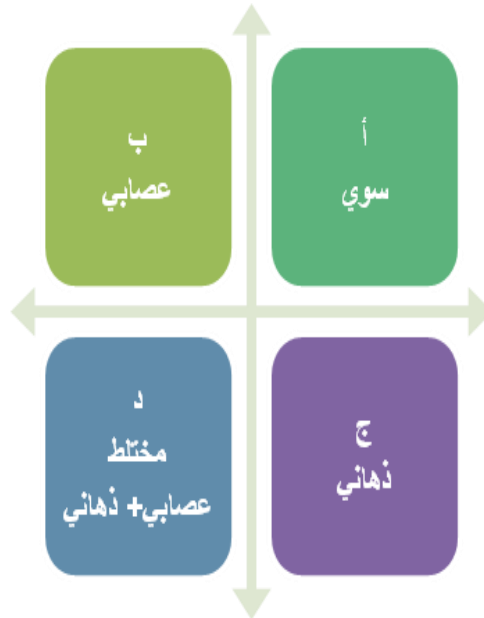 أ
سوي
ب
عصابي
ج
ذهاني
د
مختلط
عصابي+ ذهاني